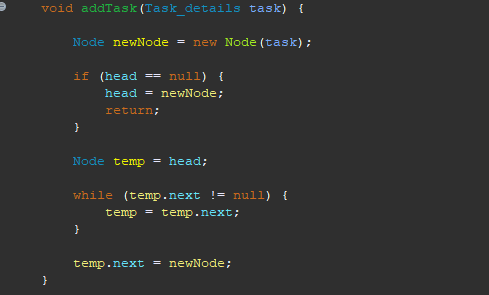 void addTask(Task_details task) {
Node newNode = new Node(task);
if (head == null) {
head = newNode;
return;
}
Node temp = head;
while (temp.next != null) {
temp = temp.next;
}
temp.next = newNode;
}